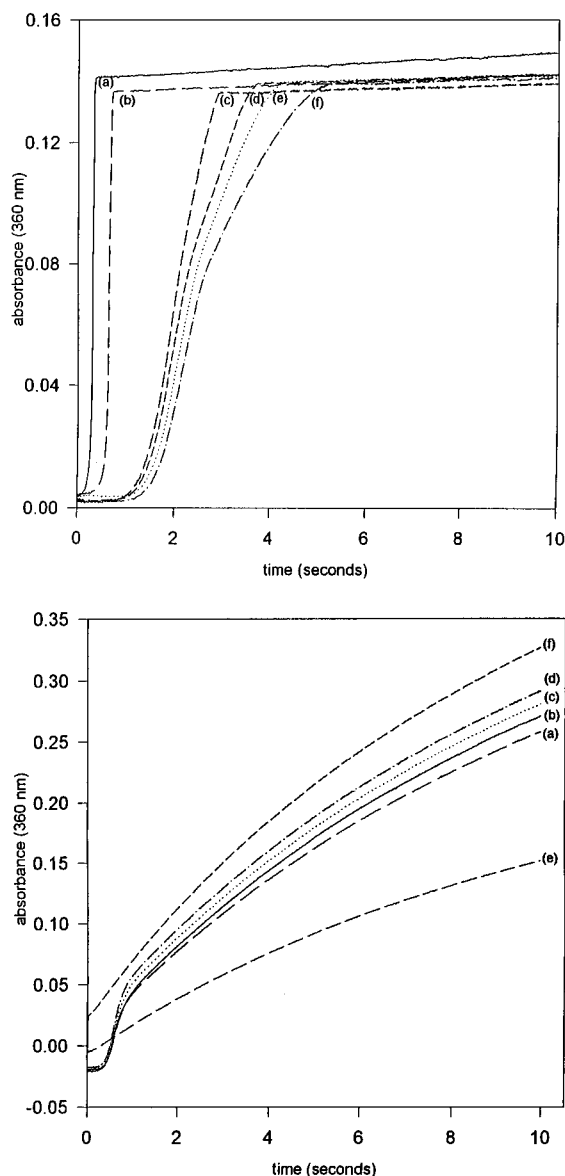 0.16
(a)
(b)
(c)
(d)
(e)
(f)
0.12
0.08
0.04
0.00
absorbance (360 nm)
0
2
4
6
8
10
time (seconds)
0.35
0.30
0.25
0.20
0.15
0.10
0.05
0.00
-0.05
absorbance (360 nm)
(f)
(d)
(c)
(b)
(a)
(e)
0
2
4
6
8
10
time (seconds)